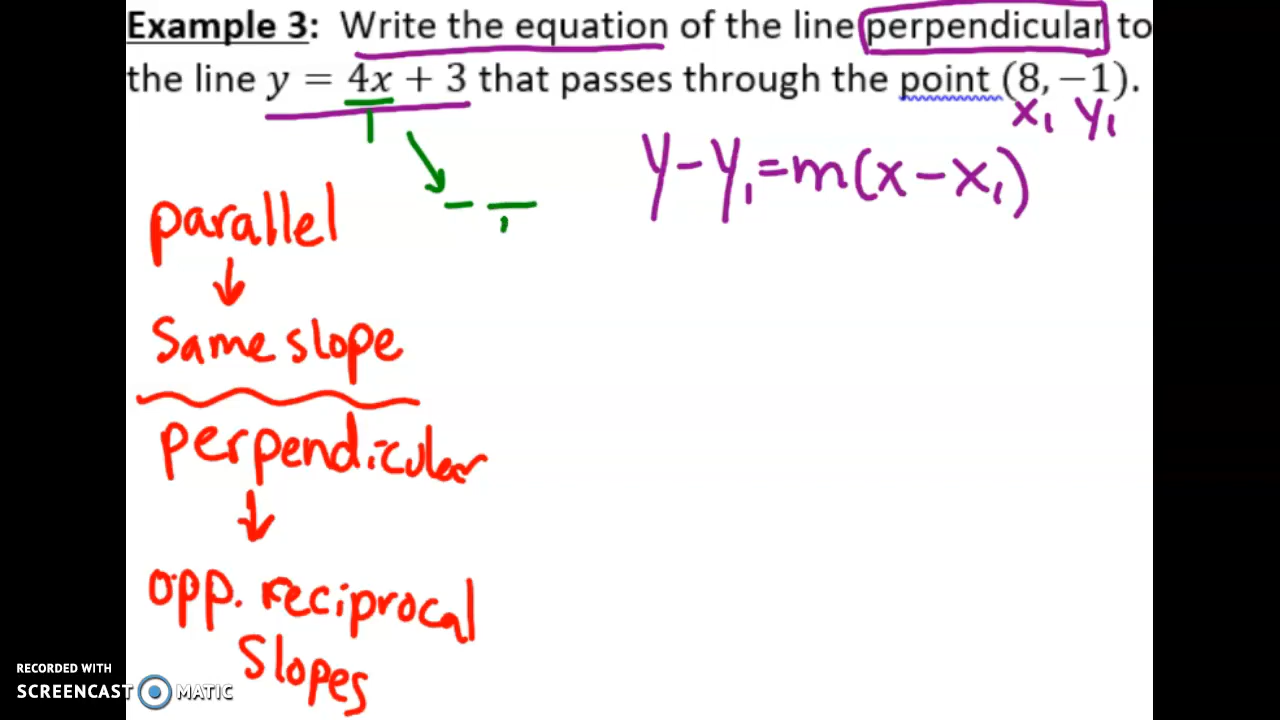 Example 3: Write the equation of the line perpendicular to
the line y = 4x + 3 that passes through the point (8, −1).
x₁ y₁
1
y − y₁ = m(x − x₁)
parallel
↓
Same slope
perpendicular
↓
opp. reciprocal
Slopes
RECORDED WITH
SCREENCAST MATIC